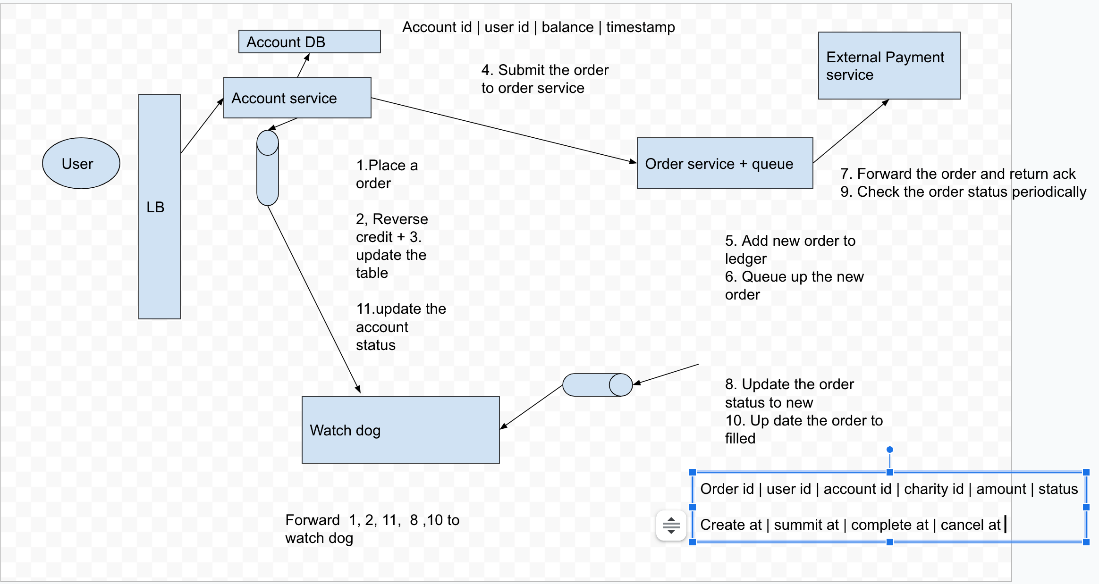 Account id | user id | balance | timestamp
Account DB
4. Submit the order
to order service
External Payment
service
Account service
User
LB
1.Place a
order
2, Reverse
credit + 3.
update the
table
11.update the
account
status
Order service + queue
7. Forward the order and return ack
9. Check the order status periodically
5. Add new order to
ledger
6. Queue up the new
order
8. Update the order
status to new
10. Up date the order to
filled
Watch dog
Order id | user id | account id | charity id | amount | status
Create at | summit at | complete at | cancel at
Forward  1, 2, 11,  8 ,10 to
watch dog